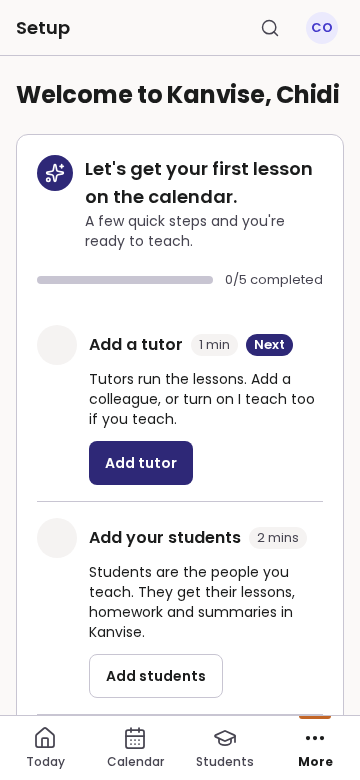 Setup
CO
Welcome to Kanvise, Chidi
Let's get your first lesson
on the calendar.
A few quick steps and you're
ready to teach.
0/5 completed
Add a tutor 1 min Next
Tutors run the lessons. Add a
colleague, or turn on I teach too
if you teach.
Add tutor
Add your students 2 mins
Students are the people you
teach. They get their lessons,
homework and summaries in
Kanvise.
Add students
Today Calendar Students More